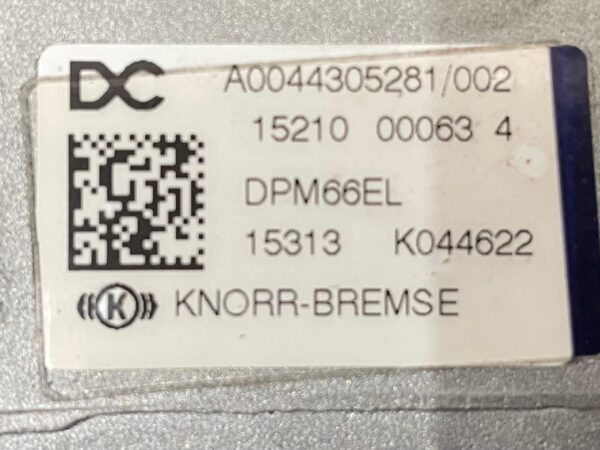 DC A0044305281/002
15210 00063 4
DPM66EL
15313 K044622
K KNORR-BREMSE